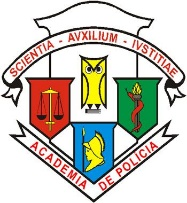 SCIENTIA - AVXILIUM - IVSTITIAE
ACADEMIA DE POLICIA